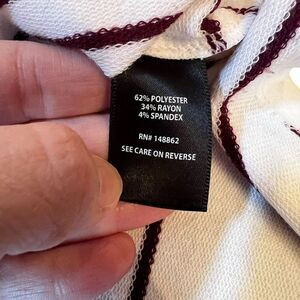 62% POLYESTER
34% RAYON
4% SPANDEX
RN# 148862
SEE CARE ON REVERSE